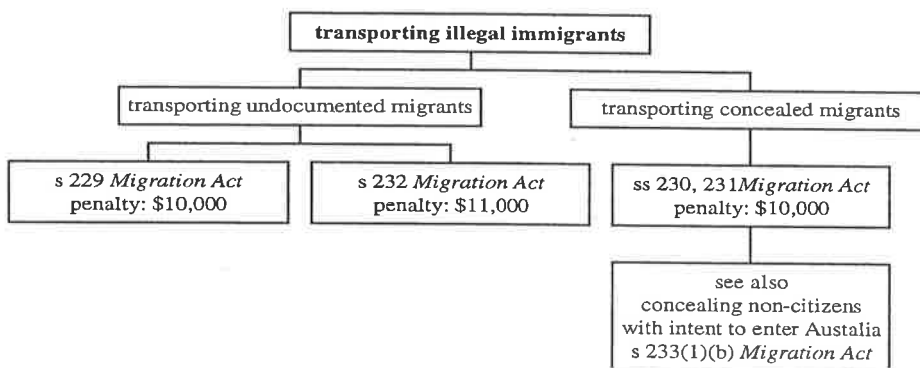 transporting illegal immigrants
transporting undocumented migrants
transporting concealed migrants
s 229 Migration Act
penalty: $10,000
s 232 Migration Act
penalty: $11,000
ss 230, 231Migration Act
penalty: $10,000
see also
concealing non-citizens
with intent to enter Austalia
s 233(1)(b) Migration Act